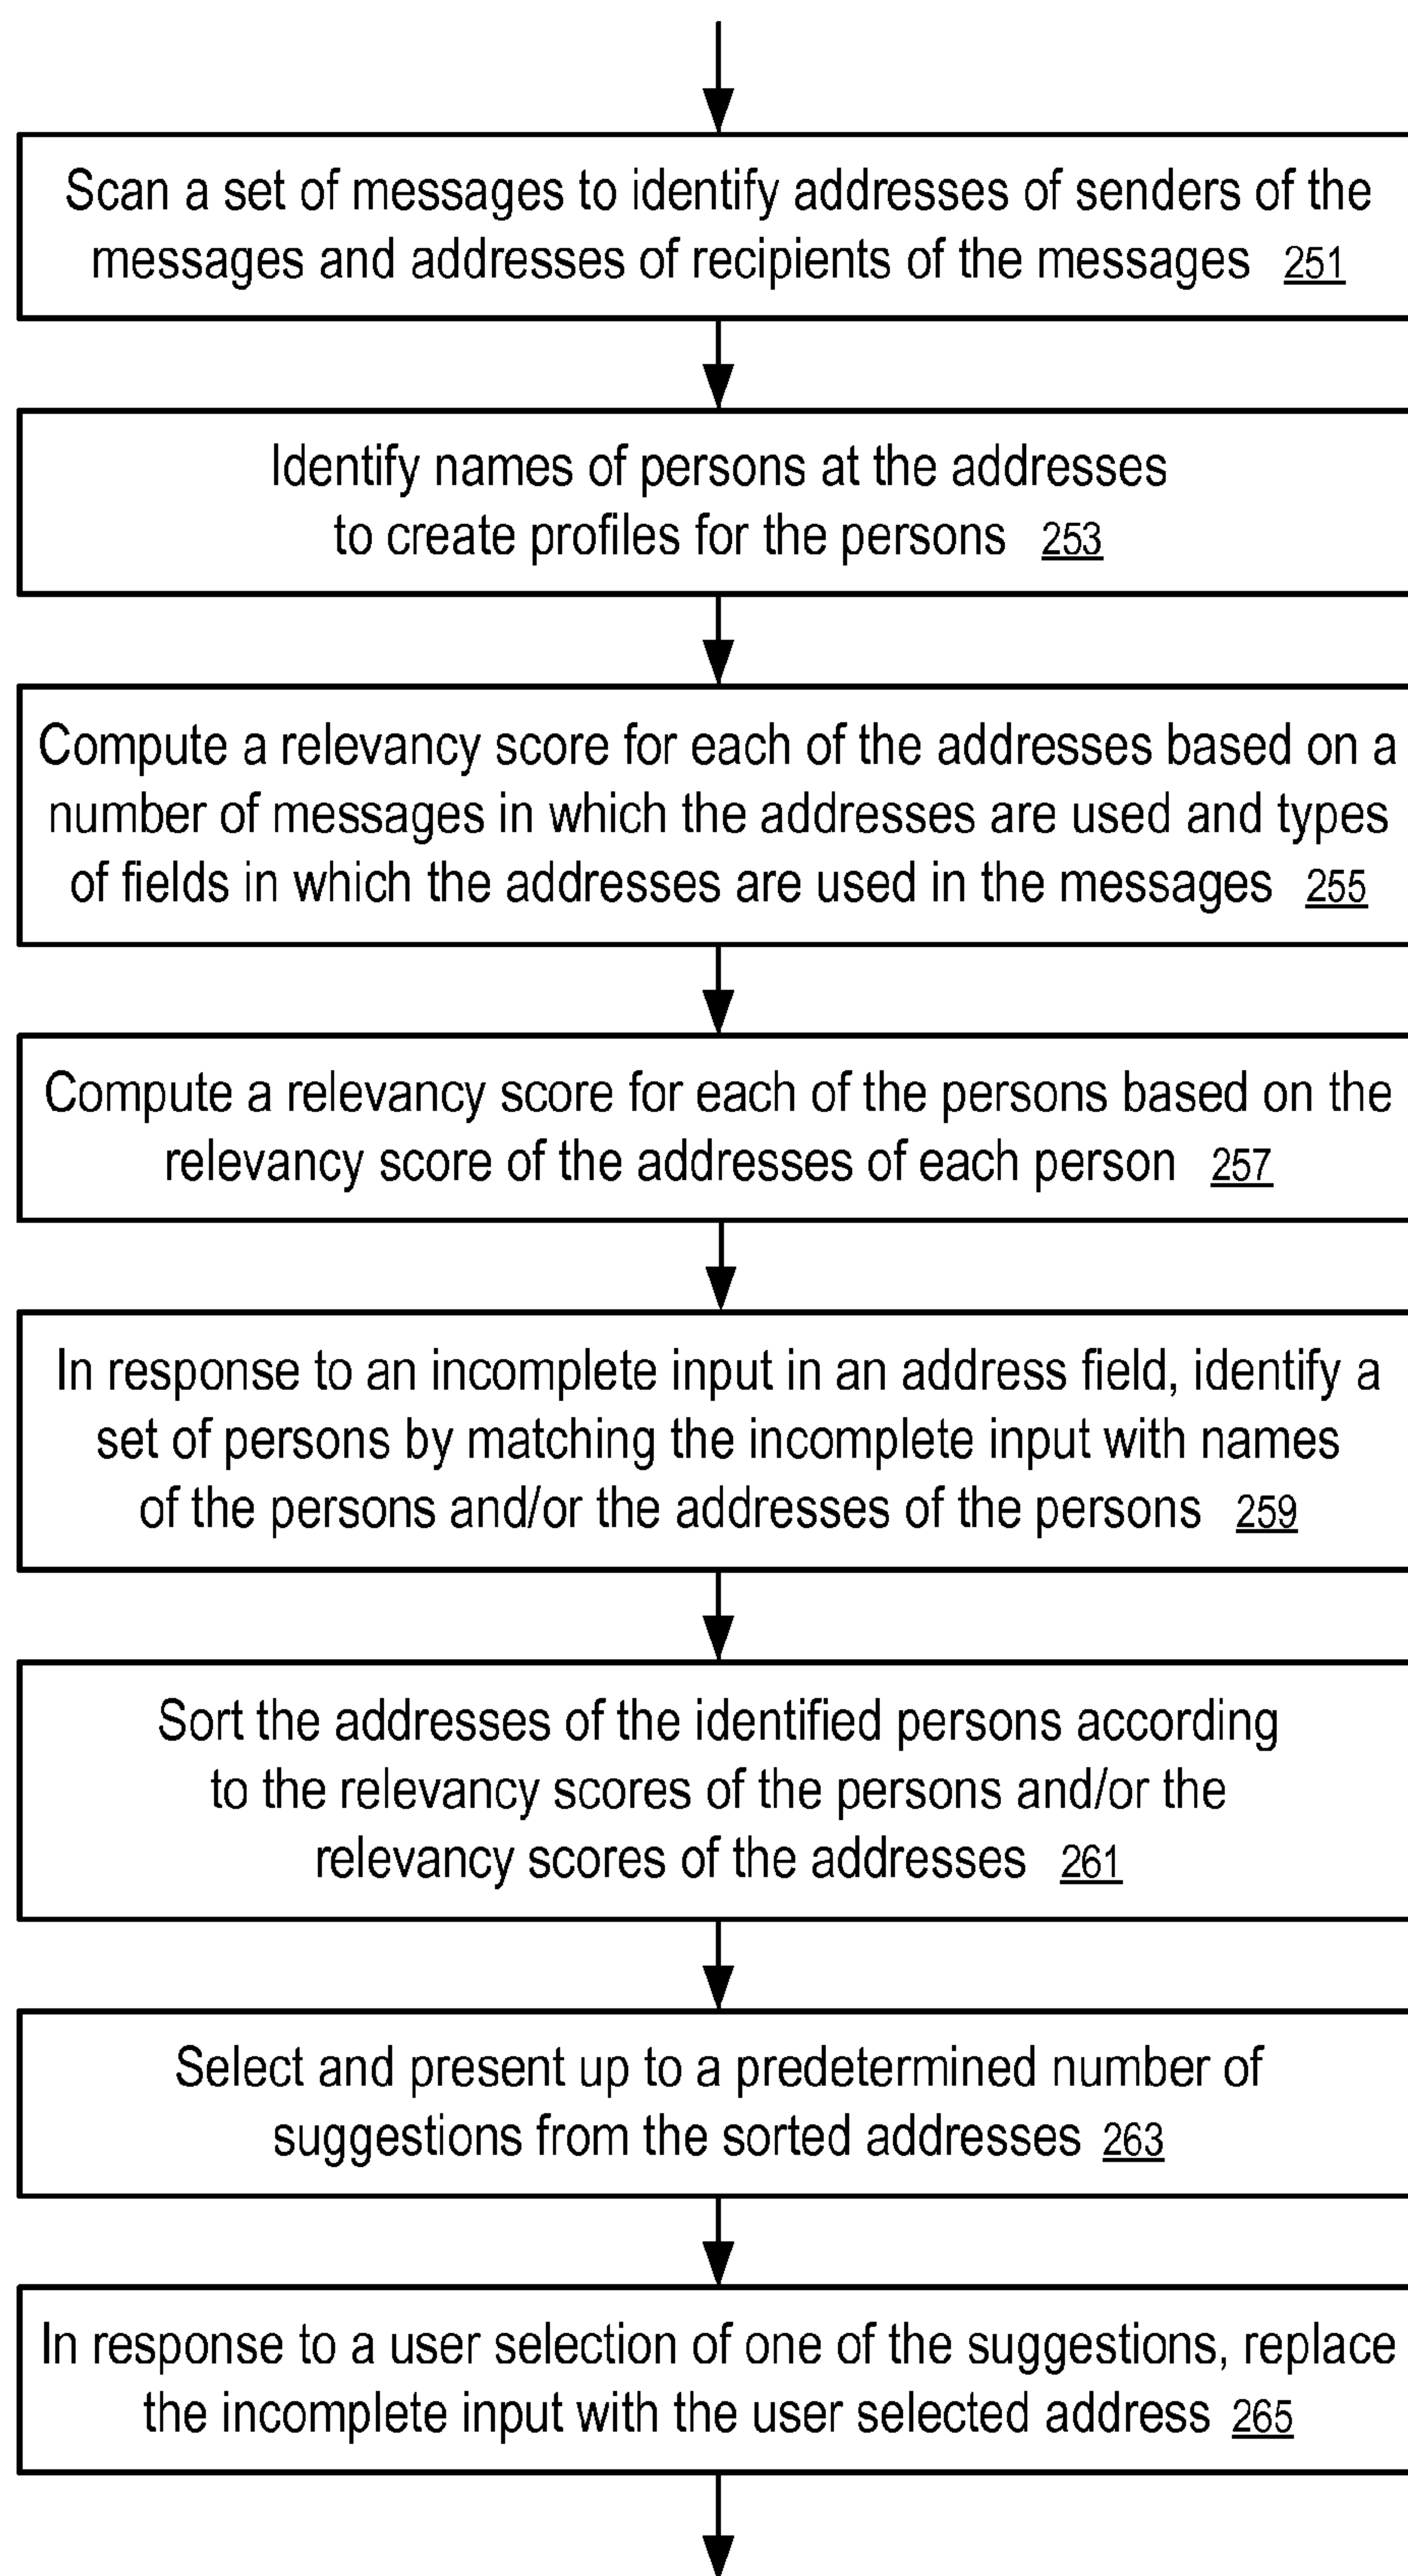 Scan a set of messages to identify addresses of senders of the
messages and addresses of recipients of the messages 251
Identify names of persons at the addresses
to create profiles for the persons 253
Compute a relevancy score for each of the addresses based on a
number of messages in which the addresses are used and types
of fields in which the addresses are used in the messages 255
Compute a relevancy score for each of the persons based on the
relevancy score of the addresses of each person 257
In response to an incomplete input in an address field, identify a
set of persons by matching the incomplete input with names
of the persons and/or the addresses of the persons 259
Sort the addresses of the identified persons according
to the relevancy scores of the persons and/or the
relevancy scores of the addresses 261
Select and present up to a predetermined number of
suggestions from the sorted addresses 263
In response to a user selection of one of the suggestions, replace
the incomplete input with the user selected address 265